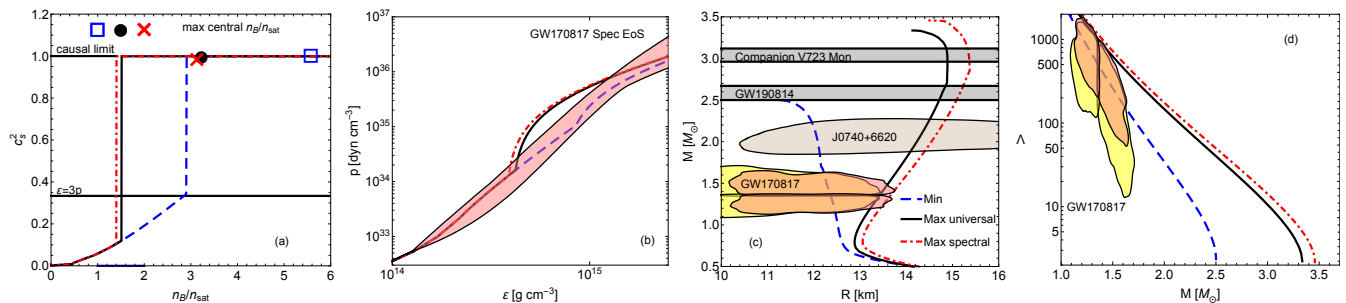 max central n_B/n_sat
causal limit
ε=3p
(a)
c_s^2
0.0 0.2 0.4 0.6 0.8 1.0 1.2
0 1 2 3 4 5 6
n_B/n_sat
GW170817 Spec EoS
(b)
p [dyn cm^-3]
10^33 10^34 10^35 10^36 10^37
10^14 10^15
ε [g cm^-3]
Companion V723 Mon
GW190814
J0740+6620
GW170817
Min
Max universal
Max spectral
(c)
M [M_⊙]
0.5 1.0 1.5 2.0 2.5 3.0 3.5
10 11 12 13 14 15 16
R [km]
(d)
GW170817
Λ
1000 500 100 50 10 5
1.0 1.5 2.0 2.5 3.0 3.5
M [M_⊙]